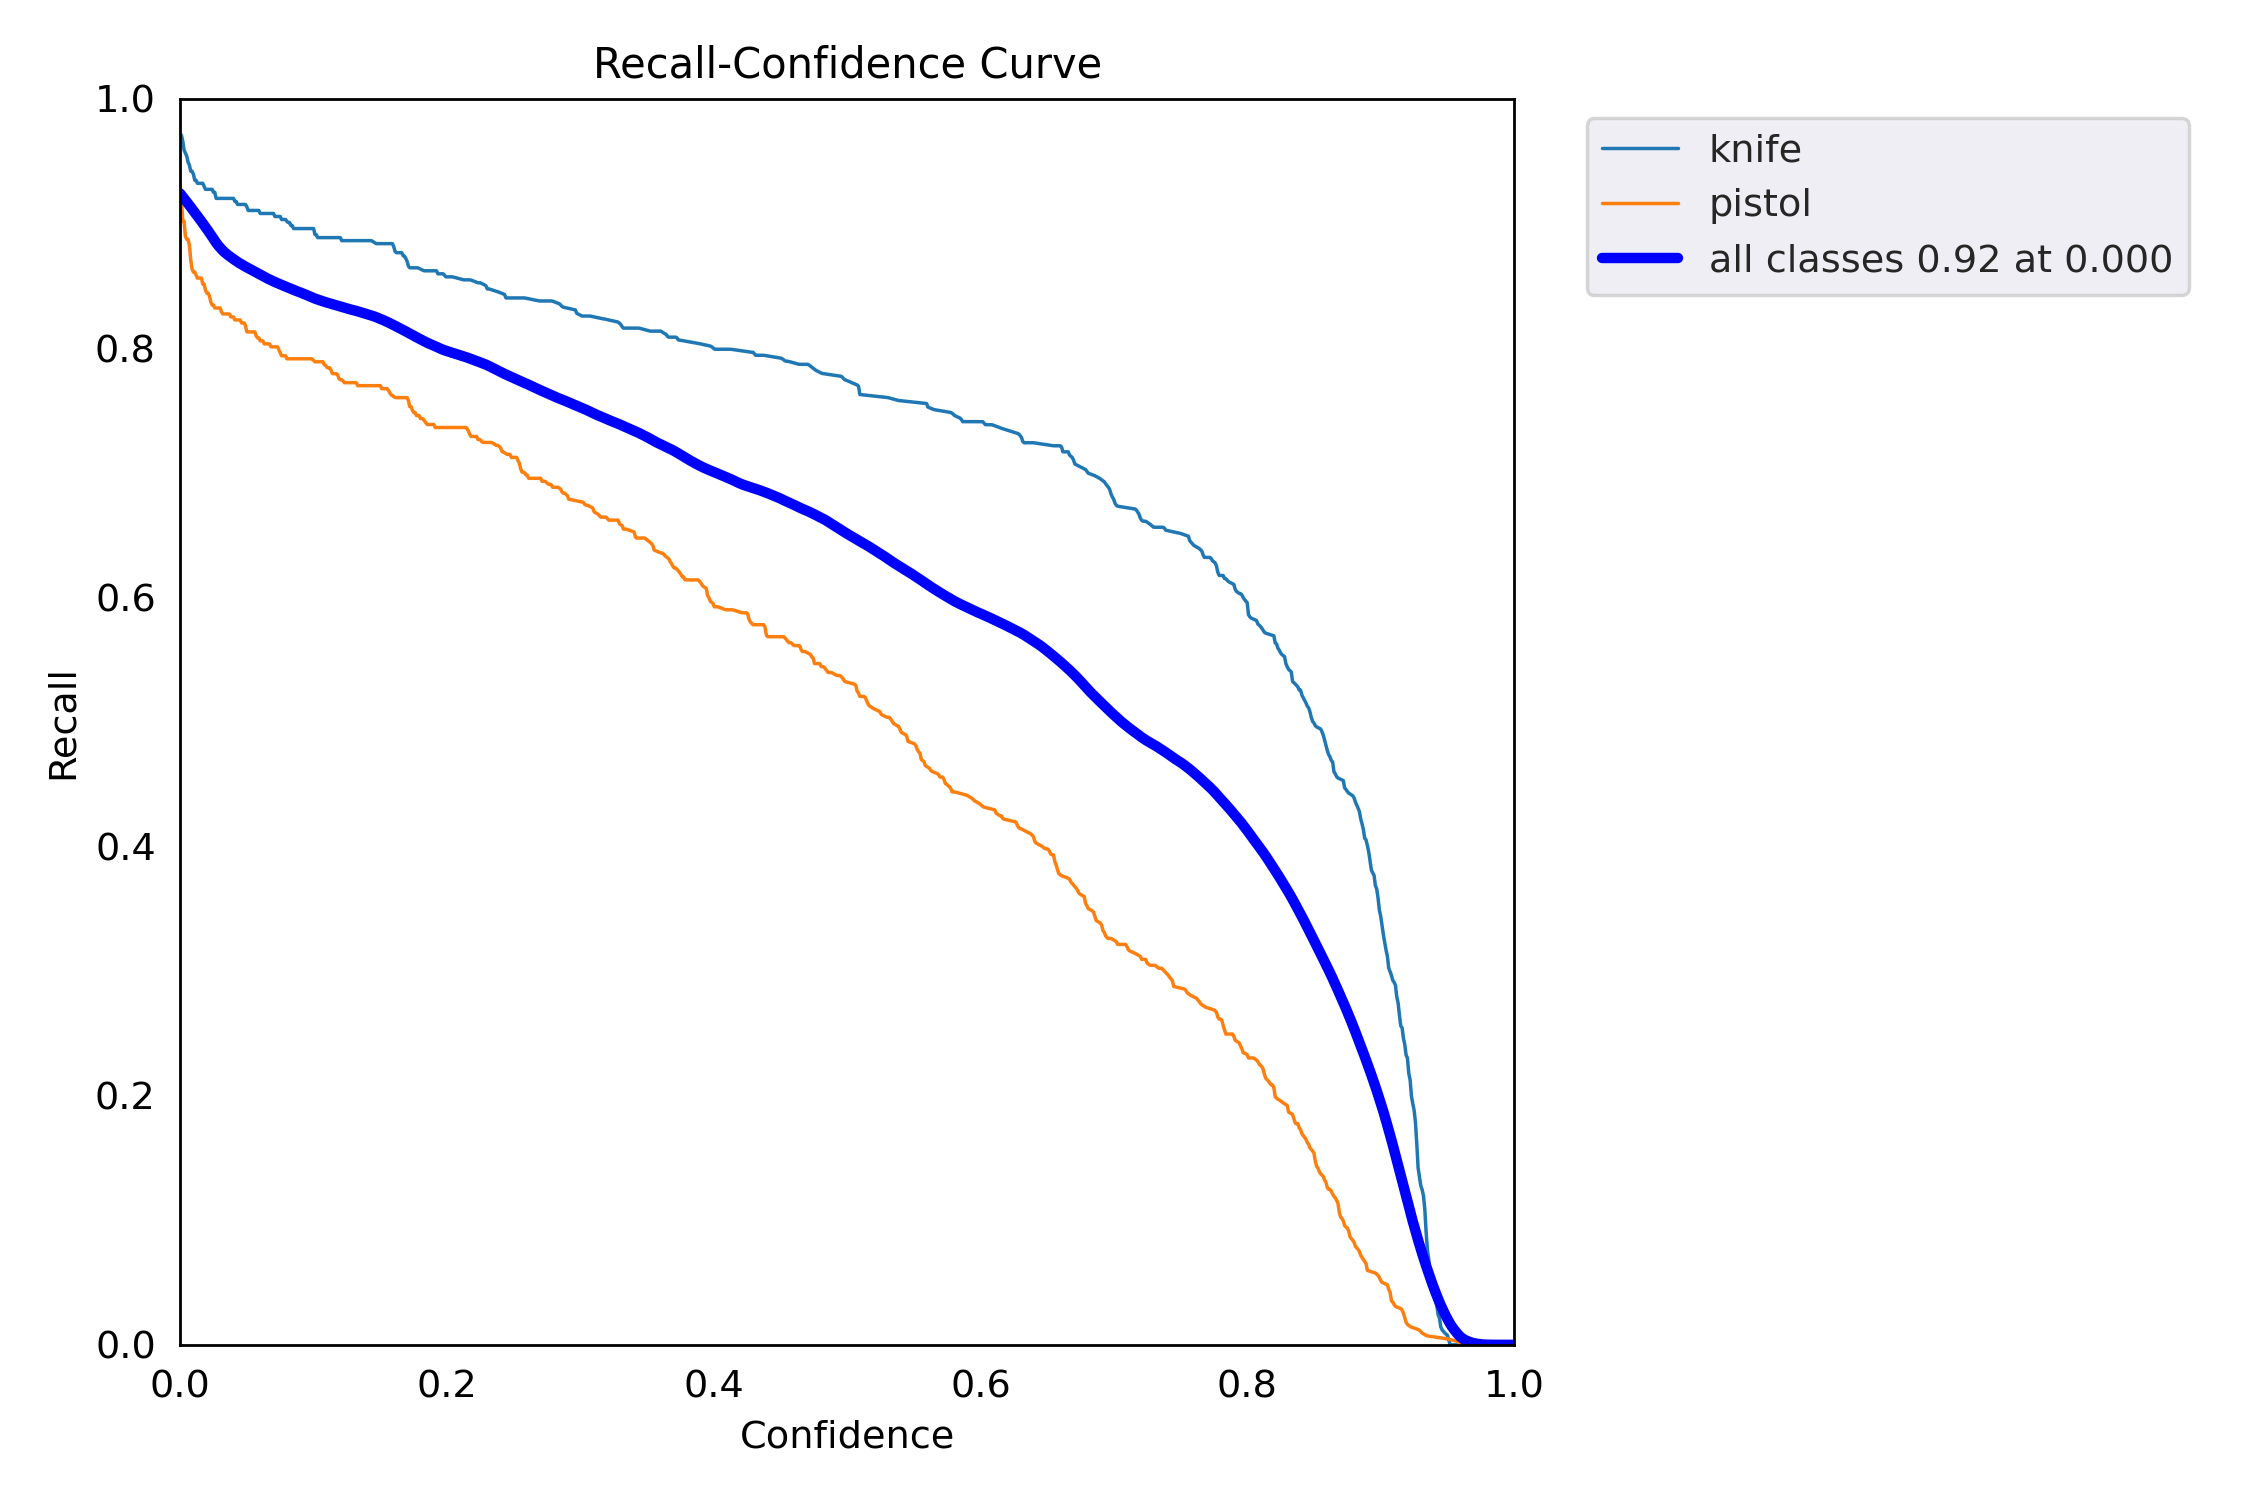 Recall-Confidence Curve
1.0
0.8
0.6
0.4
0.2
0.0
Recall
0.0 0.2 0.4 0.6 0.8 1.0
Confidence
knife
pistol
all classes 0.92 at 0.000